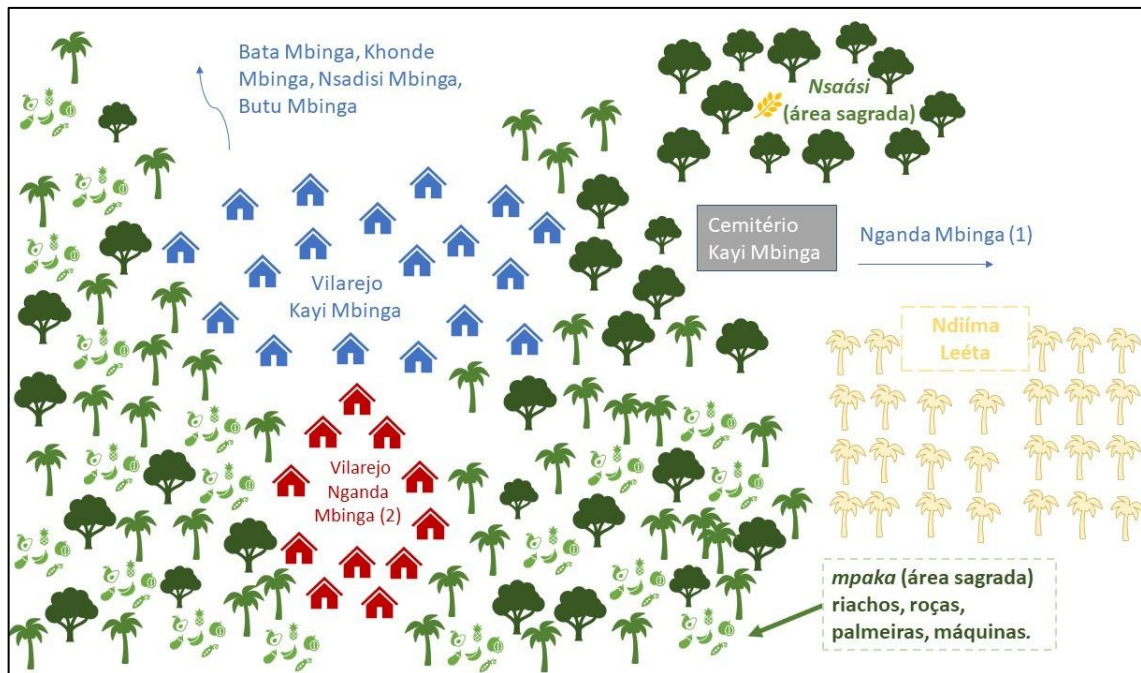 Bata Mbinga, Khonde
Mbinga, Nsadisi Mbinga,
Butu Mbinga
Nsaási
(área sagrada)
Cemitério
Kayi Mbinga
Nganda Mbinga (1)
Vilarejo
Kayi Mbinga
Ndiíma
Leéta
Vilarejo
Nganda
Mbinga (2)
mpaka (área sagrada)
riachos, roças,
palmeiras, máquinas.